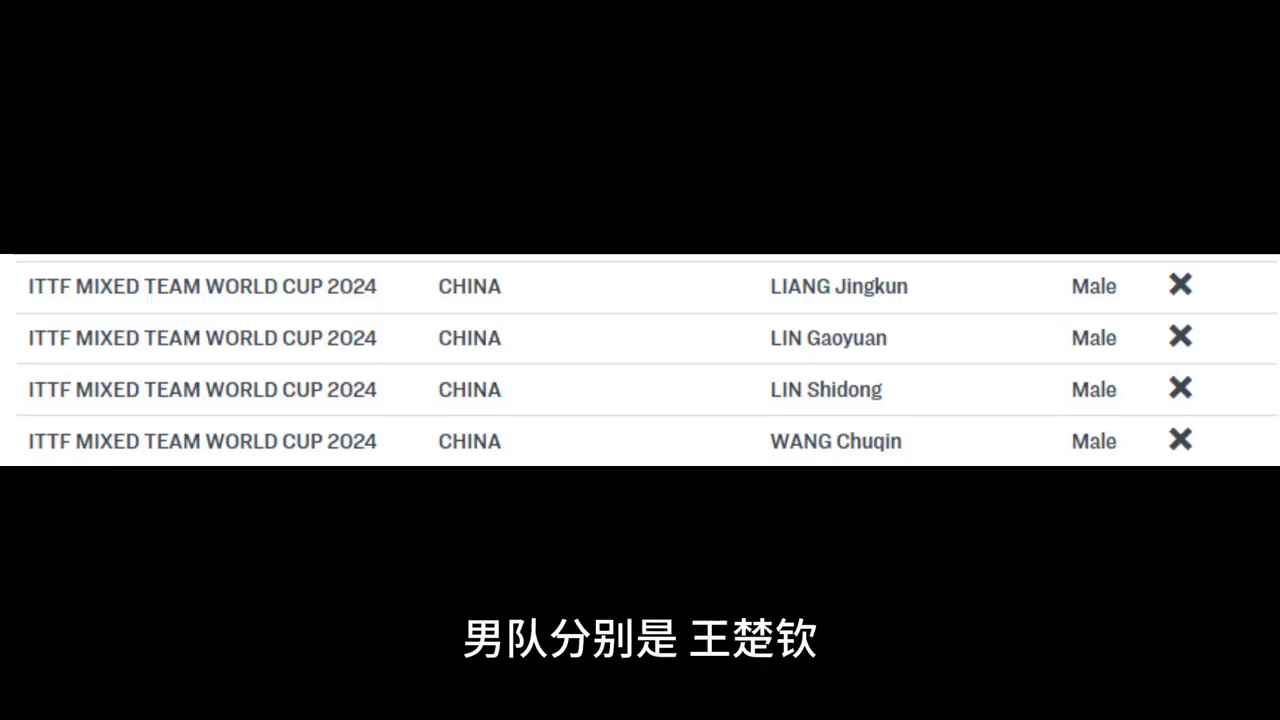 ITTF MIXED TEAM WORLD CUP 2024 CHINA LIANG Jingkun Male ✖
ITTF MIXED TEAM WORLD CUP 2024 CHINA LIN Gaoyuan Male ✖
ITTF MIXED TEAM WORLD CUP 2024 CHINA LIN Shidong Male ✖
ITTF MIXED TEAM WORLD CUP 2024 CHINA WANG Chuqin Male ✖
男队分别是 王楚钦